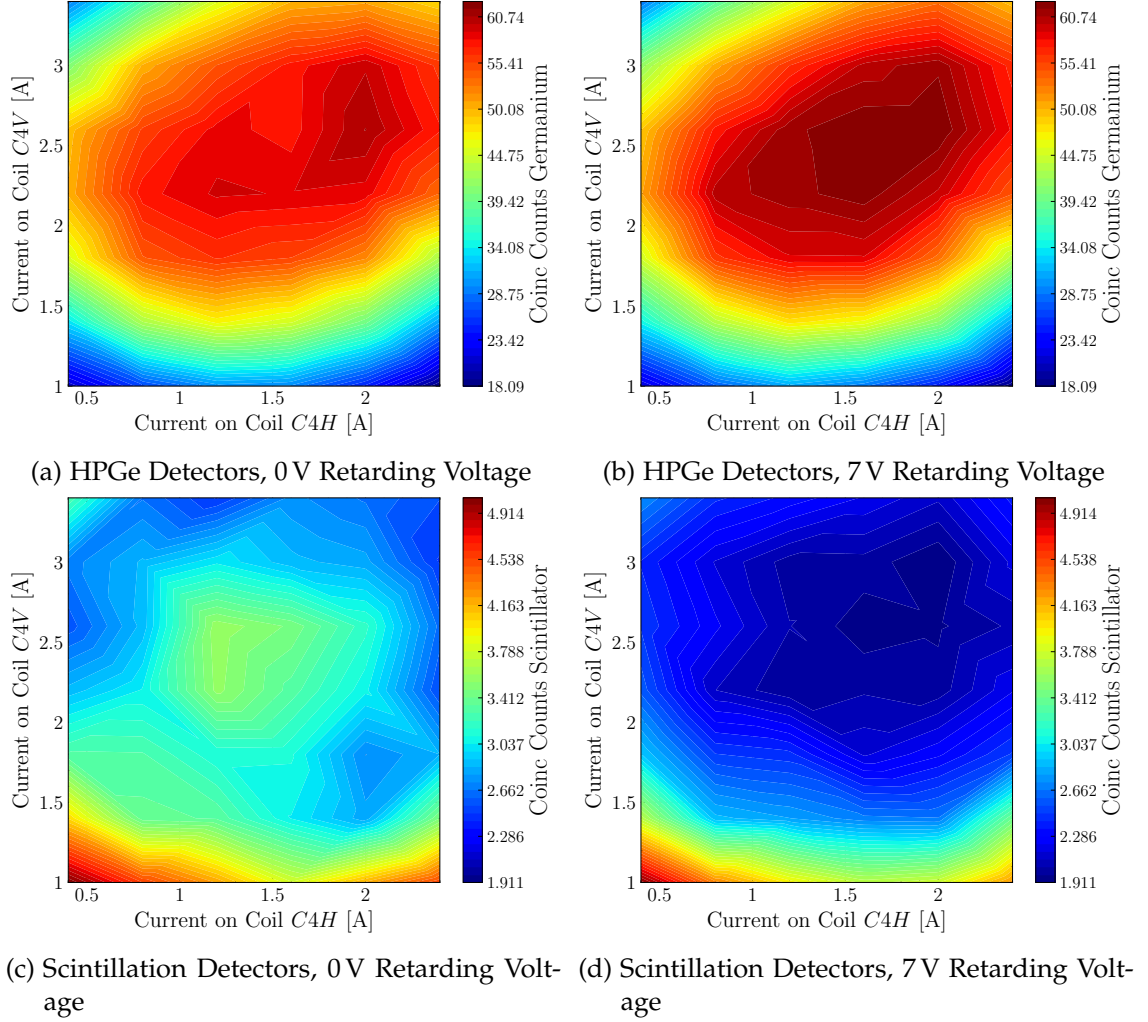 3
2.5
2
1.5
1
Current on Coil C4V [A]
0.5 1 1.5 2
Current on Coil C4H [A]
60.74
55.41
50.08
44.75
39.42
34.08
28.75
23.42
18.09
Coinc Counts Germanium
3
2.5
2
1.5
1
Current on Coil C4V [A]
0.5 1 1.5 2
Current on Coil C4H [A]
60.74
55.41
50.08
44.75
39.42
34.08
28.75
23.42
18.09
Coinc Counts Germanium
(a) HPGe Detectors, 0 V Retarding Voltage
(b) HPGe Detectors, 7 V Retarding Voltage
3
2.5
2
1.5
1
Current on Coil C4V [A]
0.5 1 1.5 2
Current on Coil C4H [A]
4.914
4.538
4.163
3.788
3.412
3.037
2.662
2.286
1.911
Coinc Counts Scintillator
3
2.5
2
1.5
1
Current on Coil C4V [A]
0.5 1 1.5 2
Current on Coil C4H [A]
4.914
4.538
4.163
3.788
3.412
3.037
2.662
2.286
1.911
Coinc Counts Scintillator
(c) Scintillation Detectors, 0 V Retarding Volt-
age
(d) Scintillation Detectors, 7 V Retarding Volt-
age